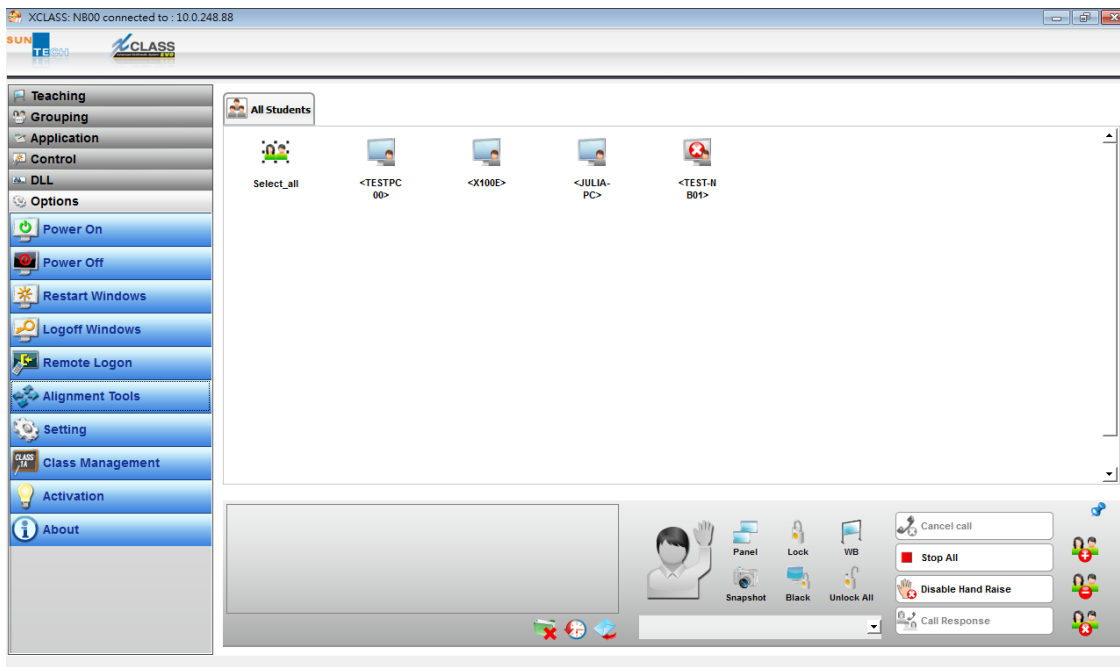 XCLASS: NB00 connected to : 10.0.248.88
SUN
TECH
XCLASS
EVO
Teaching
Grouping
Application
Control
DLL
Options
Power On
Power Off
Restart Windows
Logoff Windows
Remote Logon
Alignment Tools
Setting
CLASS
1A
Class Management
Activation
About
All Students
Select_all
<TESTPC
00>
<X100E>
<JULIA-
PC>
<TEST-N
B01>
Panel
Lock
WB
Snapshot
Black
Unlock All
Cancel call
Stop All
Disable Hand Raise
Call Response